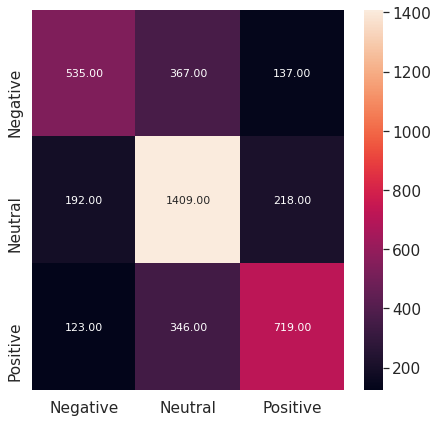 535.00 367.00 137.00
192.00 1409.00 218.00
123.00 346.00 719.00
Negative
Neutral
Positive
Negative Neutral Positive
1400
1200
1000
800
600
400
200